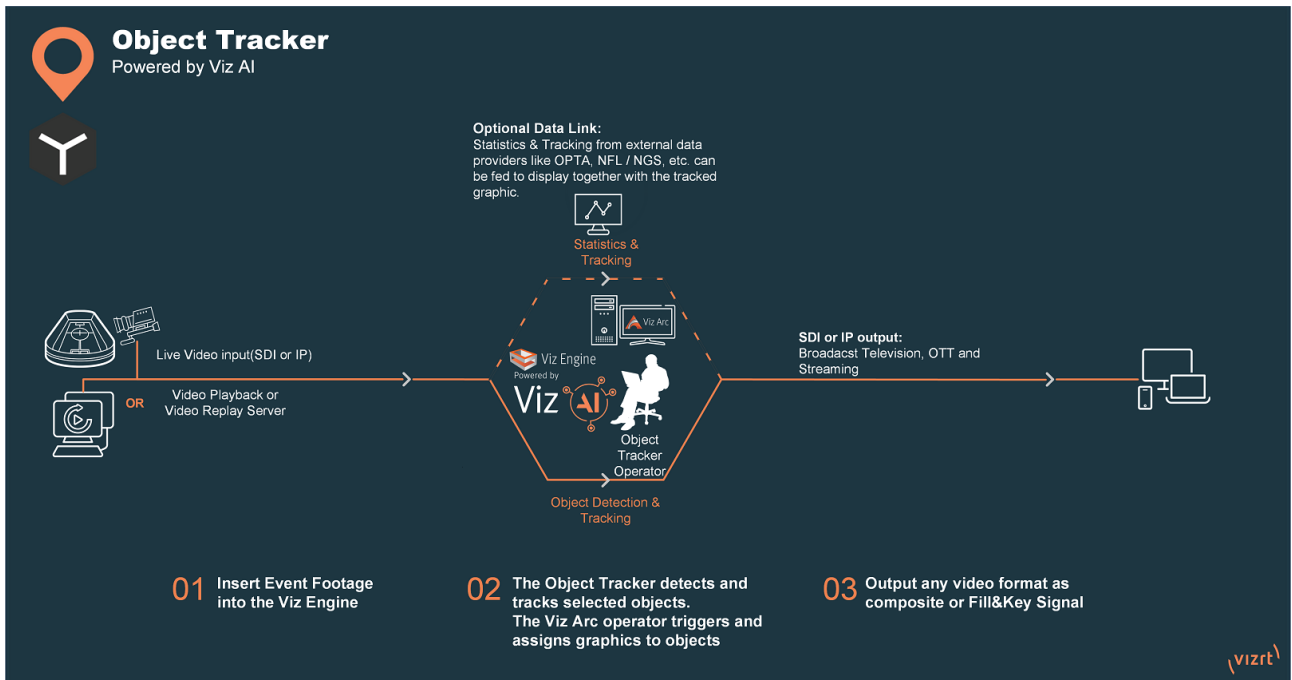 Object Tracker
Powered by Viz AI
Optional Data Link:
Statistics & Tracking from external data
providers like OPTA, NFL / NGS, etc. can
be fed to display together with the tracked
graphic.
Statistics &
Tracking
Viz Arc
Live Video input(SDI or IP)
OR
Video Playback or
Video Replay Server
Viz Engine
Powered by
Viz AI
Object
Tracker
Operator
Object Detection &
Tracking
SDI or IP output:
Broadacst Television, OTT and
Streaming
01 Insert Event Footage
into the Viz Engine
02 The Object Tracker detects and
tracks selected objects.
The Viz Arc operator triggers and
assigns graphics to objects
03 Output any video format as
composite or Fill&Key Signal
vizrt